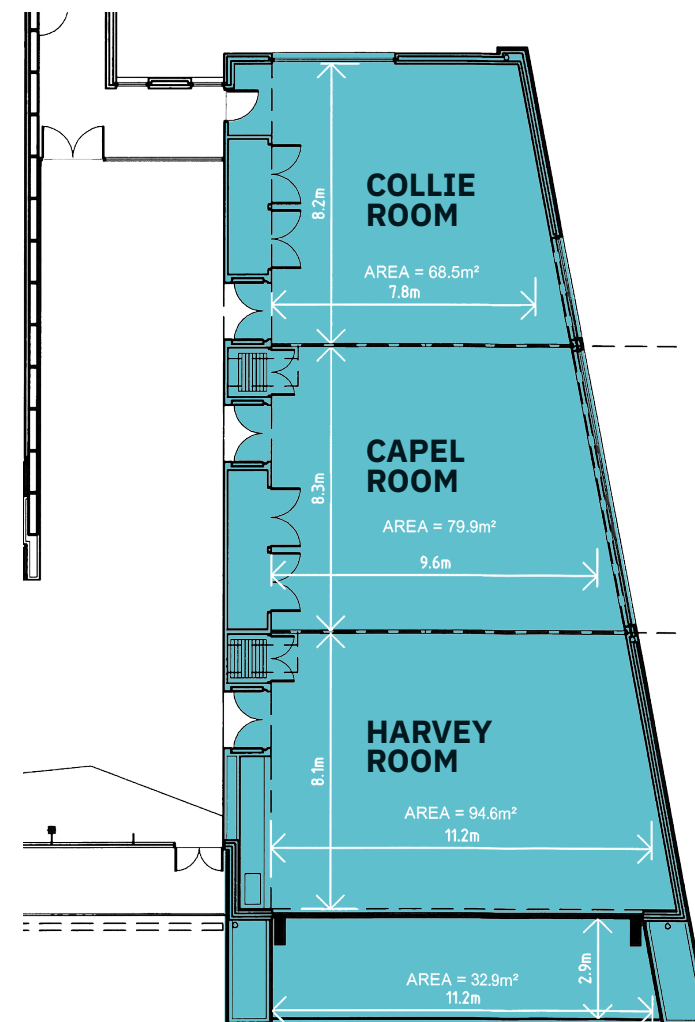 COLLIE
ROOM
8.2m
AREA = 68.5m²
7.8m
CAPEL
ROOM
8.3m
AREA = 79.9m²
9.6m
HARVEY
ROOM
8.1m
AREA = 94.6m²
11.2m
2.9m
AREA = 32.9m²
11.2m